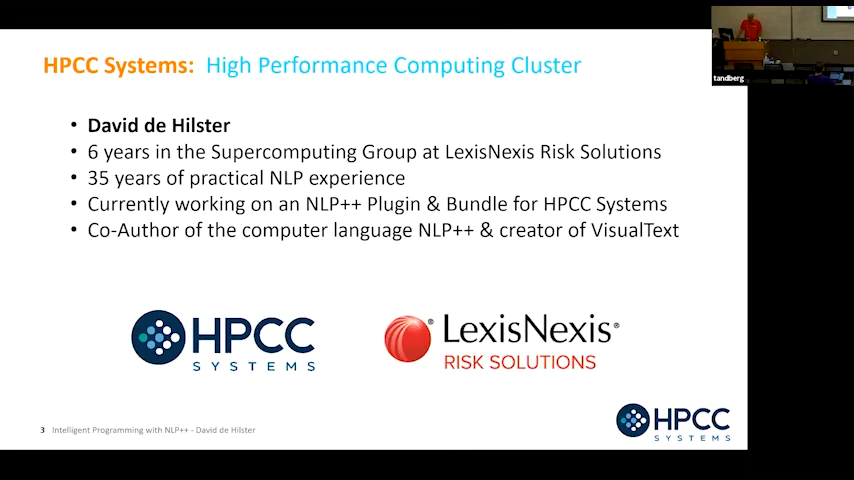 HPCC Systems: High Performance Computing Cluster
• David de Hilster
• 6 years in the Supercomputing Group at LexisNexis Risk Solutions
• 35 years of practical NLP experience
• Currently working on an NLP++ Plugin & Bundle for HPCC Systems
• Co-Author of the computer language NLP++ & creator of VisualText
HPCC
SYSTEMS
LexisNexis®
RISK SOLUTIONS
3 Intelligent Programming with NLP++ - David de Hilster
HPCC
SYSTEMS
tandberg